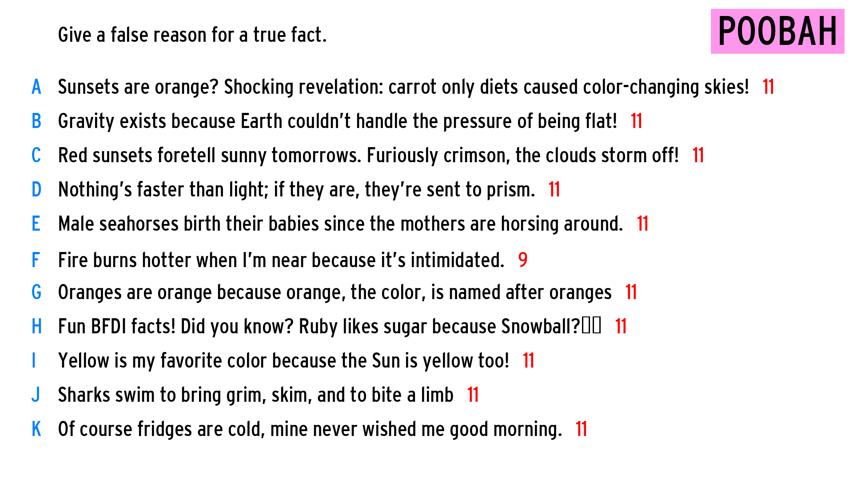 Give a false reason for a true fact.
POOBAH
A Sunsets are orange? Shocking revelation: carrot only diets caused color-changing skies! 11
B Gravity exists because Earth couldn't handle the pressure of being flat! 11
C Red sunsets foretell sunny tomorrows. Furiously crimson, the clouds storm off! 11
D Nothing's faster than light; if they are, they're sent to prism. 11
E Male seahorses birth their babies since the mothers are horsing around. 11
F Fire burns hotter when I'm near because it's intimidated. 9
G Oranges are orange because orange, the color, is named after oranges 11
H Fun BFDI facts! Did you know? Ruby likes sugar because Snowball? 11
I Yellow is my favorite color because the Sun is yellow too! 11
J Sharks swim to bring grim, skim, and to bite a limb 11
K Of course fridges are cold, mine never wished me good morning. 11